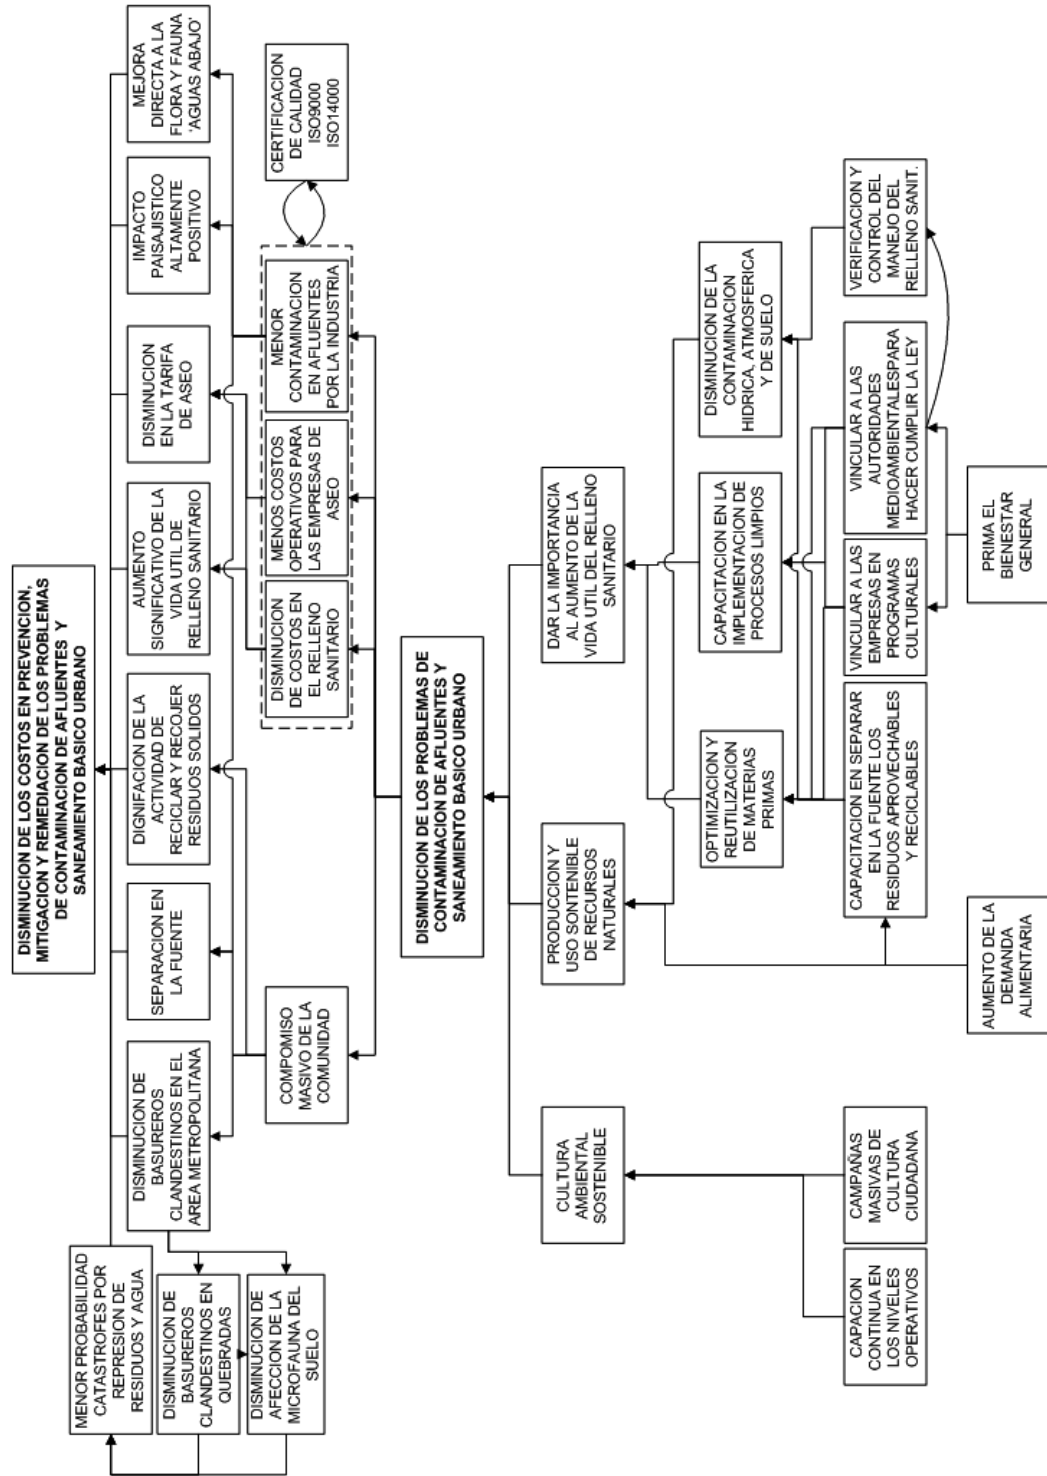 DISMINUCION DE LOS COSTOS EN PREVENCION,
MITIGACION Y REMEDIACION DE LOS PROBLEMAS
DE CONTAMINACION DE AFLUENTES Y
SANEAMIENTO BASICO URBANO
MENOR PROBABILIDAD
CATASTROFES POR
REPRESION DE
RESIDUOS Y AGUA
DISMINUCION DE
BASUREROS
CLANDESTINOS EN EL
AREA METROPOLITANA
SEPARACION EN
LA FUENTE
DIGNIFACION DE LA
ACTIVIDAD DE
RECICLAR Y RECOJER
RESIDUOS SOLIDOS
AUMENTO
SIGNIFICATIVO DE LA
VIDA UTIL DE
RELLENO SANITARIO
DISMINUCION
EN LA TARIFA
DE ASEO
IMPACTO
PAISAJISTICO
ALTAMENTE
POSITIVO
MEJORA
DIRECTA A LA
FLORA Y FAUNA
‘AGUAS ABAJO’
DISMINUCION DE
BASUREROS
CLANDESTINOS EN
QUEBRADAS
DISMINUCION DE
AFECCION DE LA
MICROFAUNA DEL
SUELO
COMPOMISO
MASIVO DE LA
COMUNIDAD
DISMINUCION
DE COSTOS EN
EL RELLENO
SANITARIO
MENOS COSTOS
OPERATIVOS PARA
LAS EMPRESAS DE
ASEO
MENOR
CONTAMINACION
EN AFLUENTES
POR LA INDUSTRIA
CERTIFICACION
DE CALIDAD
ISO9000
ISO14000
DISMINUCION DE LOS PROBLEMAS DE
CONTAMINACION DE AFLUENTES Y
SANEAMIENTO BASICO URBANO
CULTURA
AMBIENTAL
SOSTENIBLE
PRODUCCION Y
USO SONTENIBLE
DE RECURSOS
NATURALES
DAR LA IMPORTANCIA
AL AUMENTO DE LA
VIDA UTIL DEL RELLENO
SANITARIO
OPTIMIZACION Y
REUTILIZACION
DE MATERIAS
PRIMAS
CAPACITACION EN LA
IMPLEMENTACION DE
PROCESOS LIMPIOS
DISMINUCION DE LA
CONTAMINACION
HIDRICA, ATMOSFERICA
Y DE SUELO
CAPACION
CONTINUA EN
LOS NIVELES
OPERATIVOS
CAMPAÑAS
MASIVAS DE
CULTURA
CIUDADANA
CAPACITACION EN SEPARAR
EN LA FUENTE LOS
RESIDUOS APROVECHABLES
Y RECICLABLES
VINCULAR A LAS
EMPRESAS EN
PROGRAMAS
CULTURALES
VINCULAR A LAS
AUTORIDADES
MEDIOAMBIENTALESPARA
HACER CUMPLIR LA LEY
VERIFICACION Y
CONTROL DEL
MANEJO DEL
RELLENO SANIT.
AUMENTO DE LA
DEMANDA
ALIMENTARIA
PRIMA EL
BIENESTAR
GENERAL